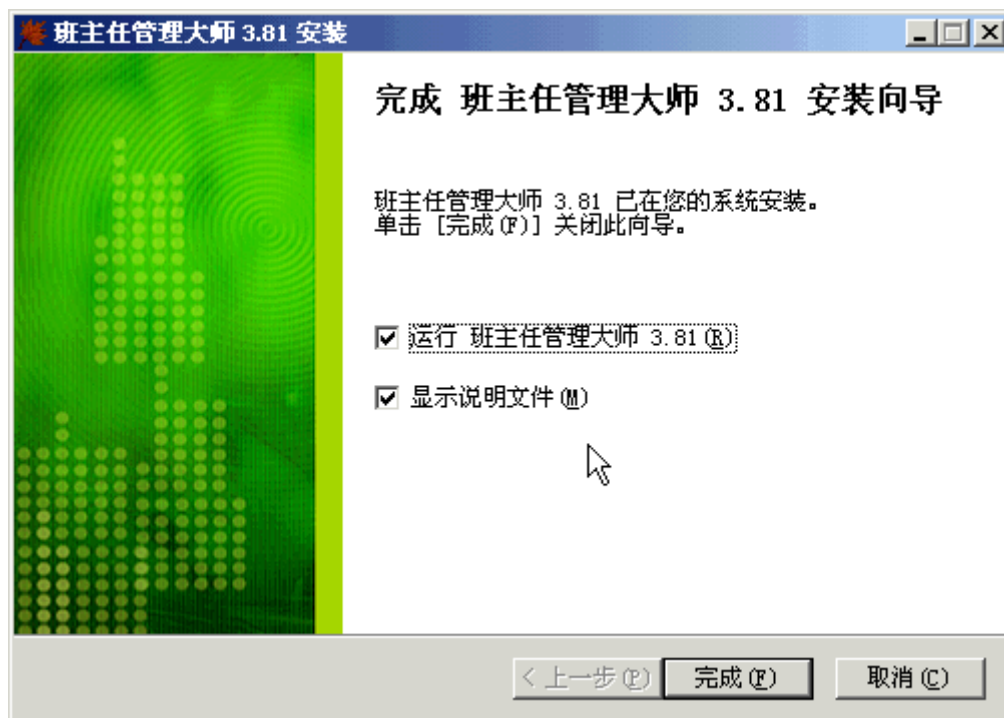 班主任管理大师 3.81 安装
完成 班主任管理大师 3.81 安装向导
班主任管理大师 3.81 已在您的系统安装。
单击 [完成(F)] 关闭此向导。
运行 班主任管理大师 3.81(R)
显示说明文件(M)
< 上一步(P) 完成(F) 取消(C)